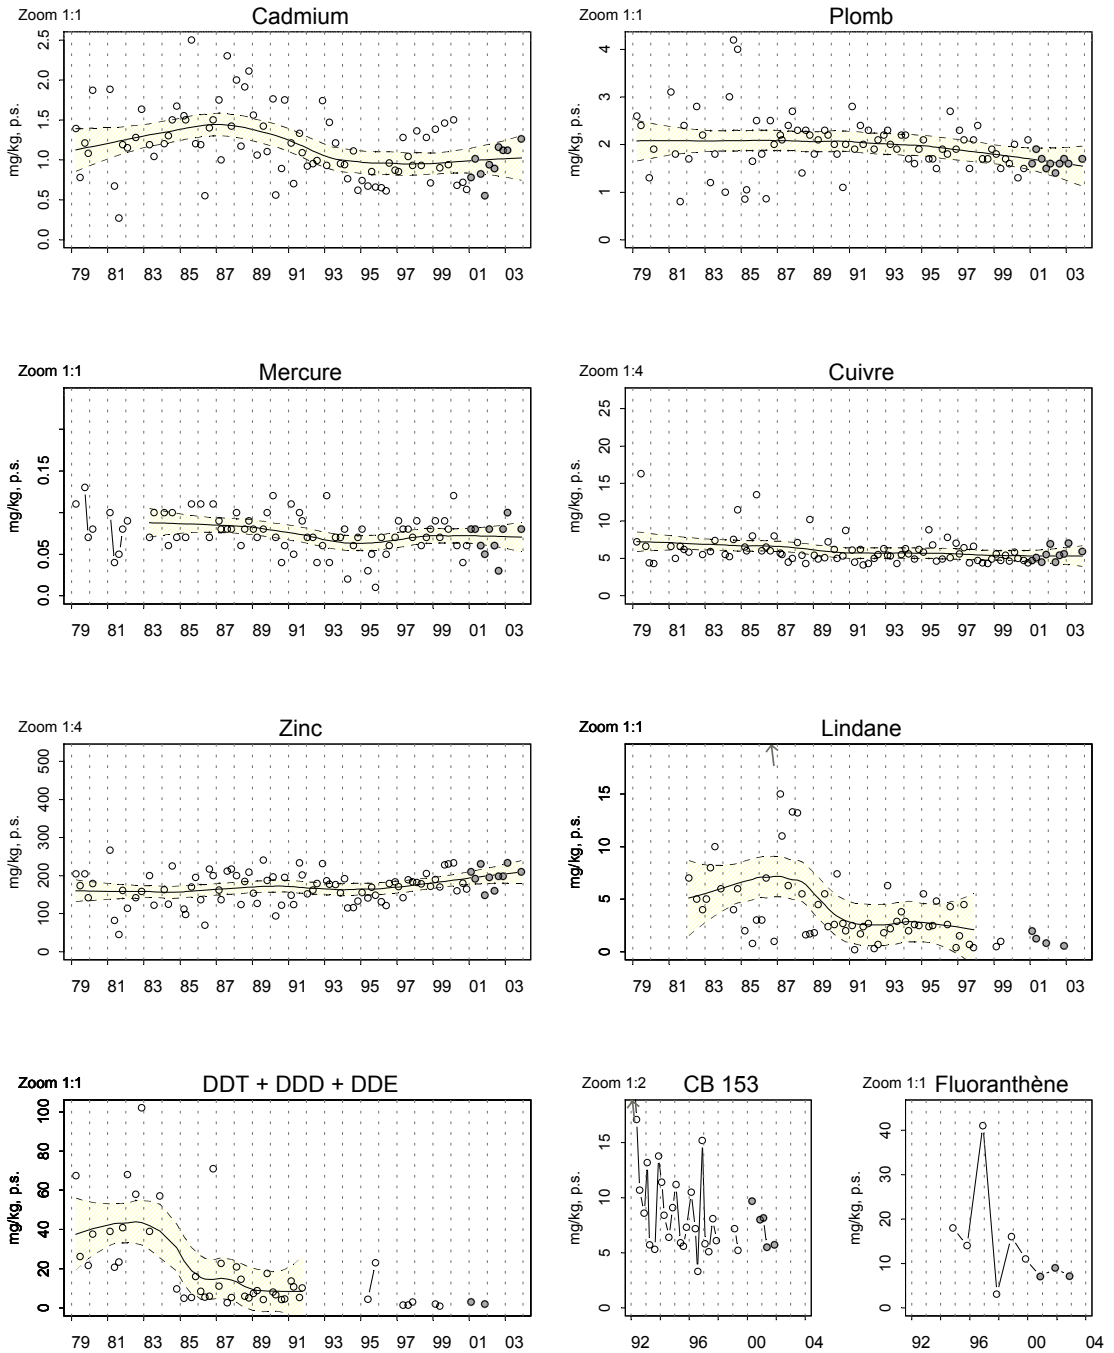 Zoom 1:1 Cadmium
2.5
2.0
1.5
1.0
0.5
0.0
mg/kg, p.s.
79 81 83 85 87 89 91 93 95 97 99 01 03
Zoom 1:1 Plomb
4
3
2
1
0
mg/kg, p.s.
79 81 83 85 87 89 91 93 95 97 99 01 03
Zoom 1:1 Mercure
0.15
0.05
0.0
mg/kg, p.s.
79 81 83 85 87 89 91 93 95 97 99 01 03
Zoom 1:4 Cuivre
25
20
15
10
5
0
mg/kg, p.s.
79 81 83 85 87 89 91 93 95 97 99 01 03
Zoom 1:4 Zinc
500
400
300
200
100
0
mg/kg, p.s.
79 81 83 85 87 89 91 93 95 97 99 01 03
Zoom 1:1 Lindane
15
10
5
0
mg/kg, p.s.
79 81 83 85 87 89 91 93 95 97 99 01 03
Zoom 1:1 DDT + DDD + DDE
100
80
60
40
20
0
mg/kg, p.s.
79 81 83 85 87 89 91 93 95 97 99 01 03
Zoom 1:2 CB 153
15
10
5
0
mg/kg, p.s.
92 96 00 04
Zoom 1:1 Fluoranthène
40
30
20
10
0
mg/kg, p.s.
92 96 00 04